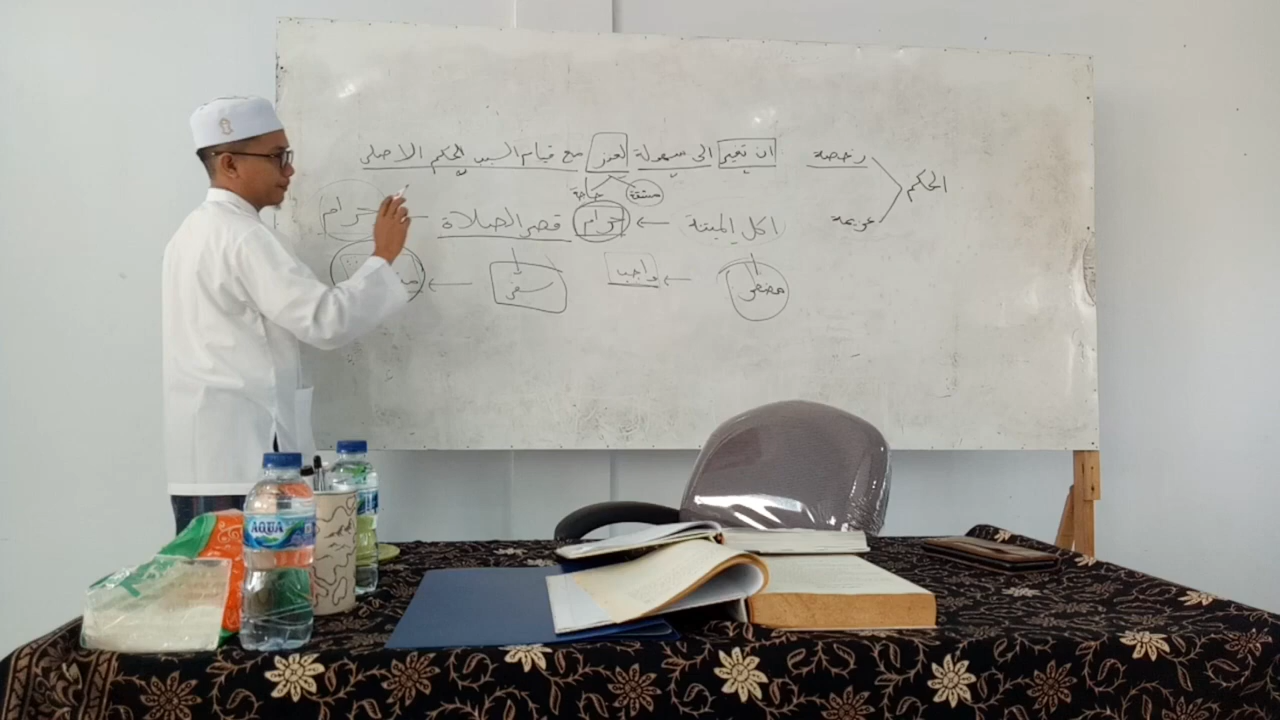 رخصة ان تغير الى سهولة لعذر مع قيام السبب الحكم الاصلي
الحكم
مشقة حاجة
عزيمة اكل الميتة ← حرام قصر الصلاة ← حرام
مضطر ← واجب سفر ←
AQUA